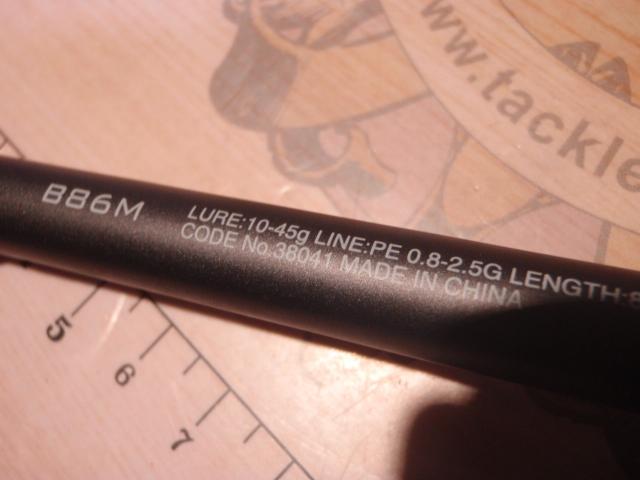 www.tackle
B86M
LURE:10-45g LINE:PE 0.8-2.5G LENGTH:8
CODE No.38041 MADE IN CHINA
5
6
7